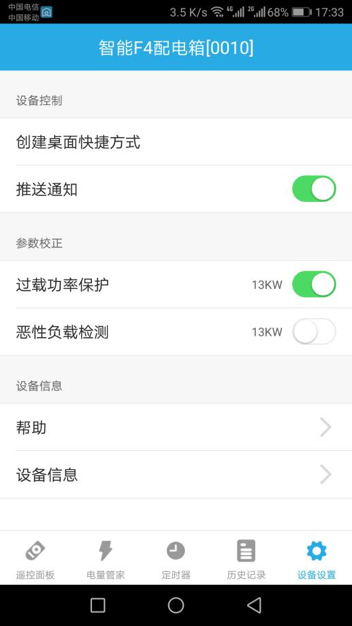 中国电信
中国移动
3.5 K/s 4G 2G 68% 17:33
智能F4配电箱[0010]
设备控制
创建桌面快捷方式
推送通知
参数校正
过载功率保护 13KW
恶性负载检测 13KW
设备信息
帮助
设备信息
遥控面板 电量管家 定时器 历史记录 设备设置